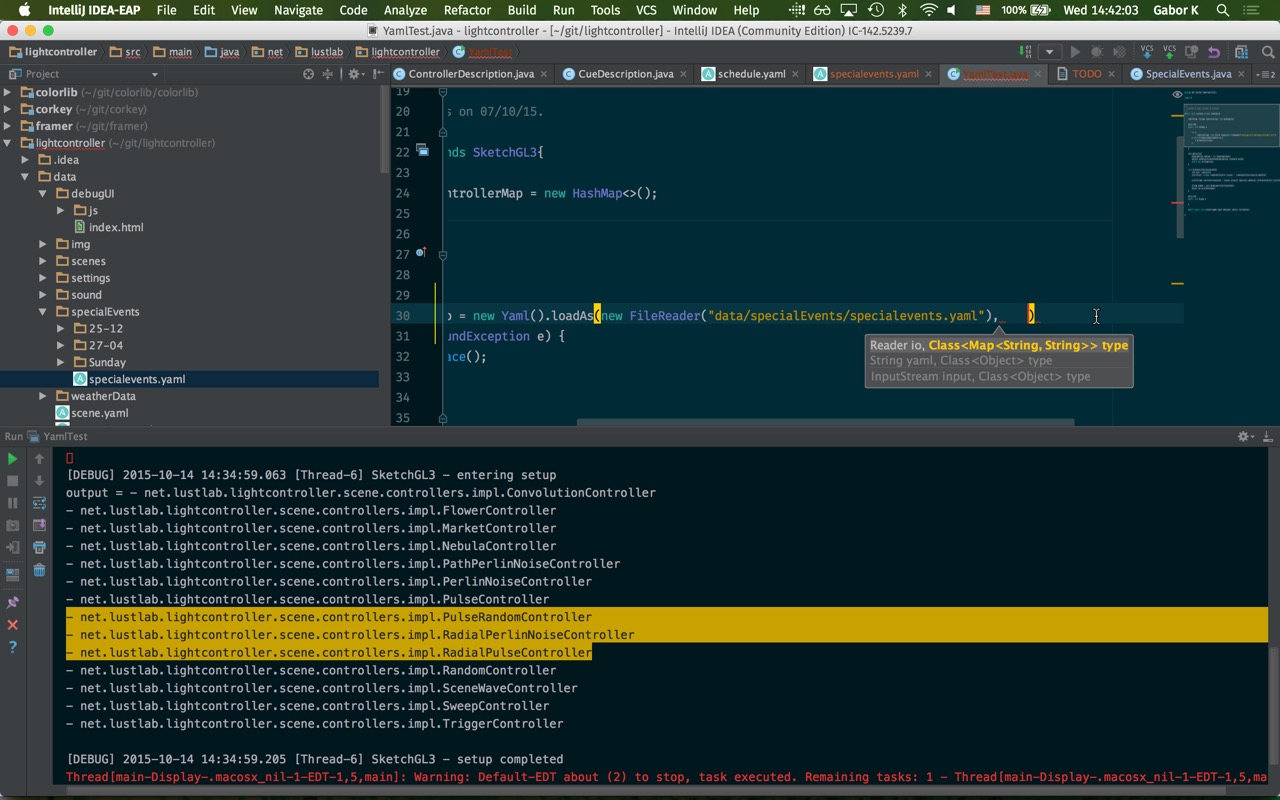 IntelliJ IDEA-EAP File Edit View Navigate Code Analyze Refactor Build Run Tools VCS Window Help 100% Wed 14:42:03 Gabor K
YamlTest.java - lightcontroller - [~/git/lightcontroller] - IntelliJ IDEA (Community Edition) IC-142.5239.7
lightcontroller src main java net lustlab lightcontroller YamlTest VCS VCS
Project
ControllerDescription.java CueDescription.java schedule.yaml specialevents.yaml YamlTest.java TODO SpecialEvents.java
colorlib (~/git/colorlib/colorlib)
corkey (~/git/corkey)
framer (~/git/framer)
lightcontroller (~/git/lightcontroller)
.idea
data
debugUI
js
index.html
img
scenes
settings
sound
specialEvents
25-12
27-04
Sunday
specialevents.yaml
weatherData
scene.yaml
19
20 s on 07/10/15.
21
22 nds SketchGL3{
23
24 ntrollerMap = new HashMap<>();
25
26
27
28
29
30 p = new Yaml().loadAs(new FileReader("data/specialEvents/specialevents.yaml"), )
31 undException e) {
32 ace();
33
34
35
Reader io, Class<Map<String, String>> type
String yaml, Class<Object> type
InputStream input, Class<Object> type
Run YamlTest
[DEBUG] 2015-10-14 14:34:59.063 [Thread-6] SketchGL3 - entering setup
output = - net.lustlab.lightcontroller.scene.controllers.impl.ConvolutionController
- net.lustlab.lightcontroller.scene.controllers.impl.FlowerController
- net.lustlab.lightcontroller.scene.controllers.impl.MarketController
- net.lustlab.lightcontroller.scene.controllers.impl.NebulaController
- net.lustlab.lightcontroller.scene.controllers.impl.PathPerlinNoiseController
- net.lustlab.lightcontroller.scene.controllers.impl.PerlinNoiseController
- net.lustlab.lightcontroller.scene.controllers.impl.PulseController
- net.lustlab.lightcontroller.scene.controllers.impl.PulseRandomController
- net.lustlab.lightcontroller.scene.controllers.impl.RadialPerlinNoiseController
- net.lustlab.lightcontroller.scene.controllers.impl.RadialPulseController
- net.lustlab.lightcontroller.scene.controllers.impl.RandomController
- net.lustlab.lightcontroller.scene.controllers.impl.SceneWaveController
- net.lustlab.lightcontroller.scene.controllers.impl.SweepController
- net.lustlab.lightcontroller.scene.controllers.impl.TriggerController
[DEBUG] 2015-10-14 14:34:59.205 [Thread-6] SketchGL3 - setup completed
Thread[main-Display-.macosx_nil-1-EDT-1,5,main]: Warning: Default-EDT about (2) to stop, task executed. Remaining tasks: 1 - Thread[main-Display-.macosx_nil-1-EDT-1,5,ma